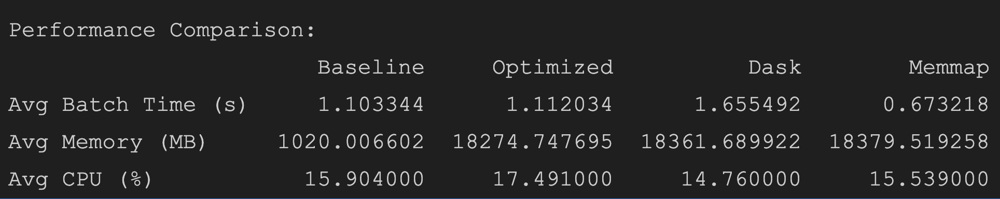 Performance Comparison:
Baseline Optimized Dask Memmap
Avg Batch Time (s) 1.103344 1.112034 1.655492 0.673218
Avg Memory (MB) 1020.006602 18274.747695 18361.689922 18379.519258
Avg CPU (%) 15.904000 17.491000 14.760000 15.539000